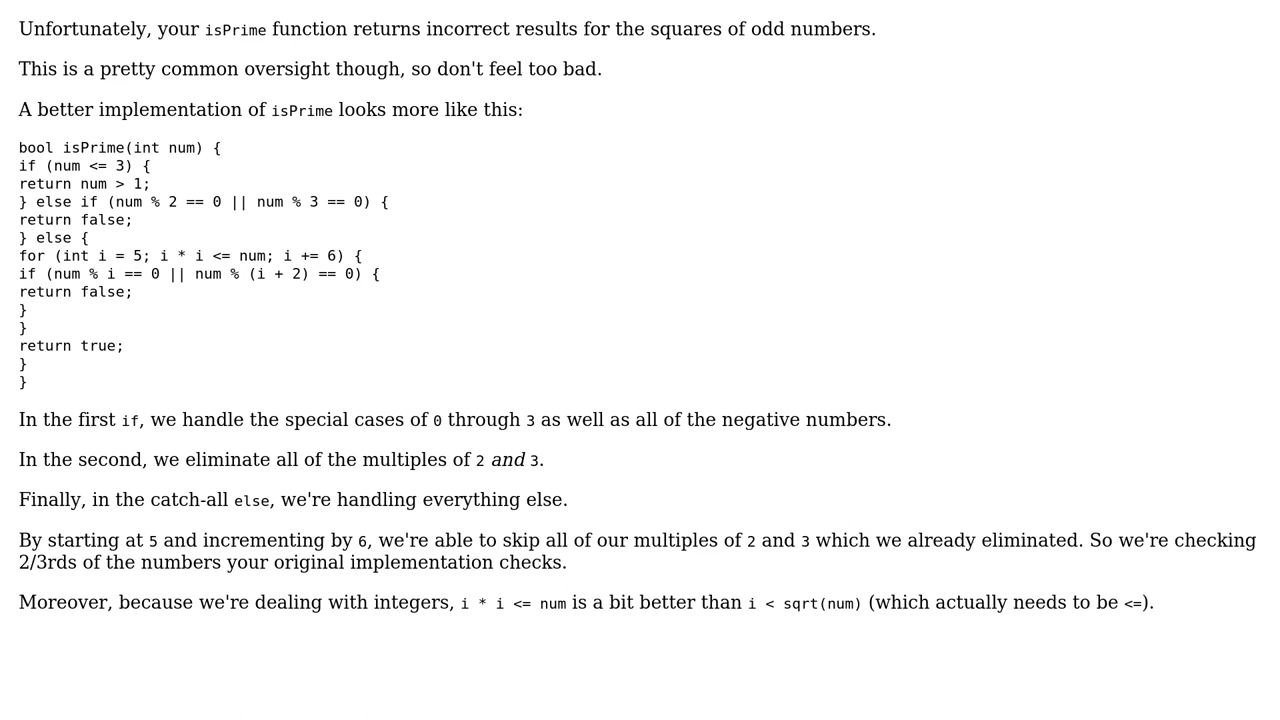 Unfortunately, your isPrime function returns incorrect results for the squares of odd numbers.
This is a pretty common oversight though, so don't feel too bad.
A better implementation of isPrime looks more like this:
bool isPrime(int num) {
if (num <= 3) {
return num > 1;
} else if (num % 2 == 0 || num % 3 == 0) {
return false;
} else {
for (int i = 5; i * i <= num; i += 6) {
if (num % i == 0 || num % (i + 2) == 0) {
return false;
}
}
return true;
}
}
In the first if, we handle the special cases of 0 through 3 as well as all of the negative numbers.
In the second, we eliminate all of the multiples of 2 and 3.
Finally, in the catch-all else, we're handling everything else.
By starting at 5 and incrementing by 6, we're able to skip all of our multiples of 2 and 3 which we already eliminated. So we're checking
2/3rds of the numbers your original implementation checks.
Moreover, because we're dealing with integers, i * i <= num is a bit better than i < sqrt(num) (which actually needs to be <=).